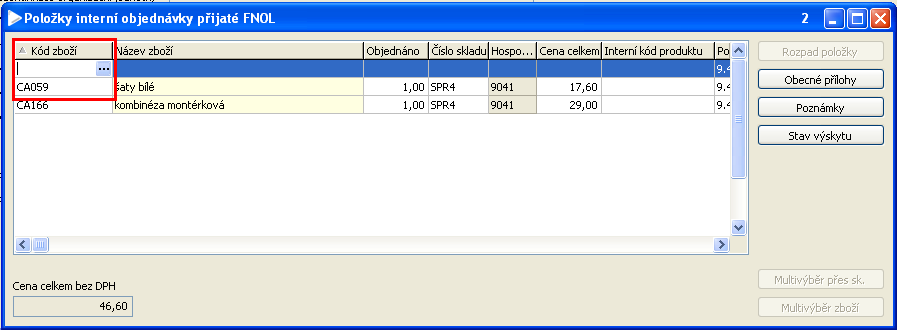 Položky interní objednávky přijaté FNOL 2
Kód zboží Název zboží Objednáno Číslo skladu Hospo... Cena celkem Interní kód produktu Po
... 9.4
CA059 šaty bílé 1,00 SPR4 9041 17,60 9.4
CA166 kombinéza montérková 1,00 SPR4 9041 29,00 9.4
Rozpad položky
Obecné přílohy
Poznámky
Stav výskytu
Cena celkem bez DPH
46,60
Multivýběr přes sk.
Multivýběr zboží